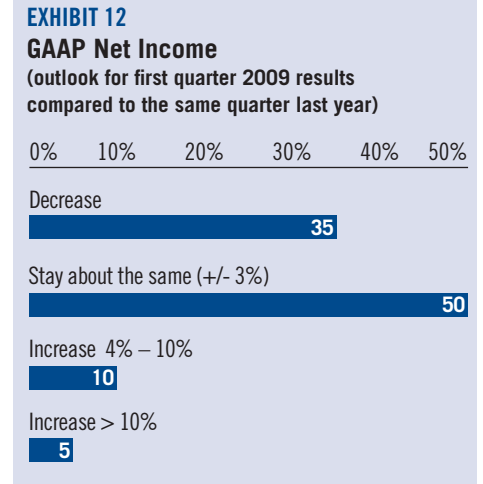 EXHIBIT 12
GAAP Net Income
(outlook for first quarter 2009 results
compared to the same quarter last year)
0% 10% 20% 30% 40% 50%
Decrease
35
Stay about the same (+/- 3%)
50
Increase 4% – 10%
10
Increase > 10%
5